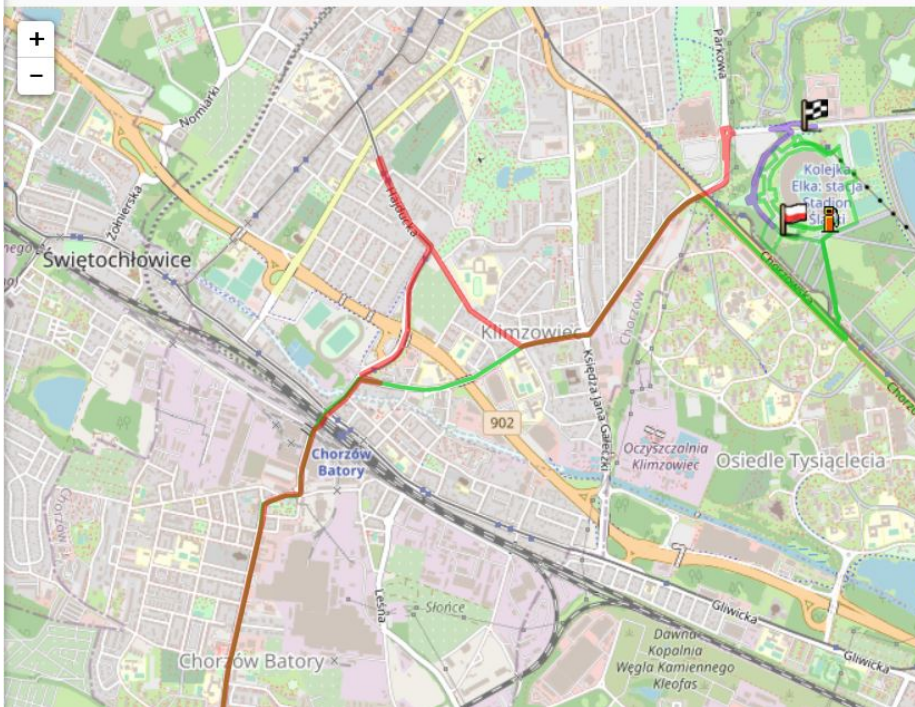 +
−
Parkowa
Nomiarki
Kolejka
Elka: stacja
Stadion
Śląski
Hajducka
Żołnierska
Świętochłowice
Chorzowska
Klimzowiec
Chorzów
Księdza Jana Gałeczki
902
Oczyszczalnia
Klimzowiec
Osiedle Tysiąclecia
Chorzów
Batory
Chorzów
Leśna
Słońce
Gliwicka
Gliwicka
Chorzów Batory
Dawna
Kopalnia
Węgla Kamiennego
Kleofas